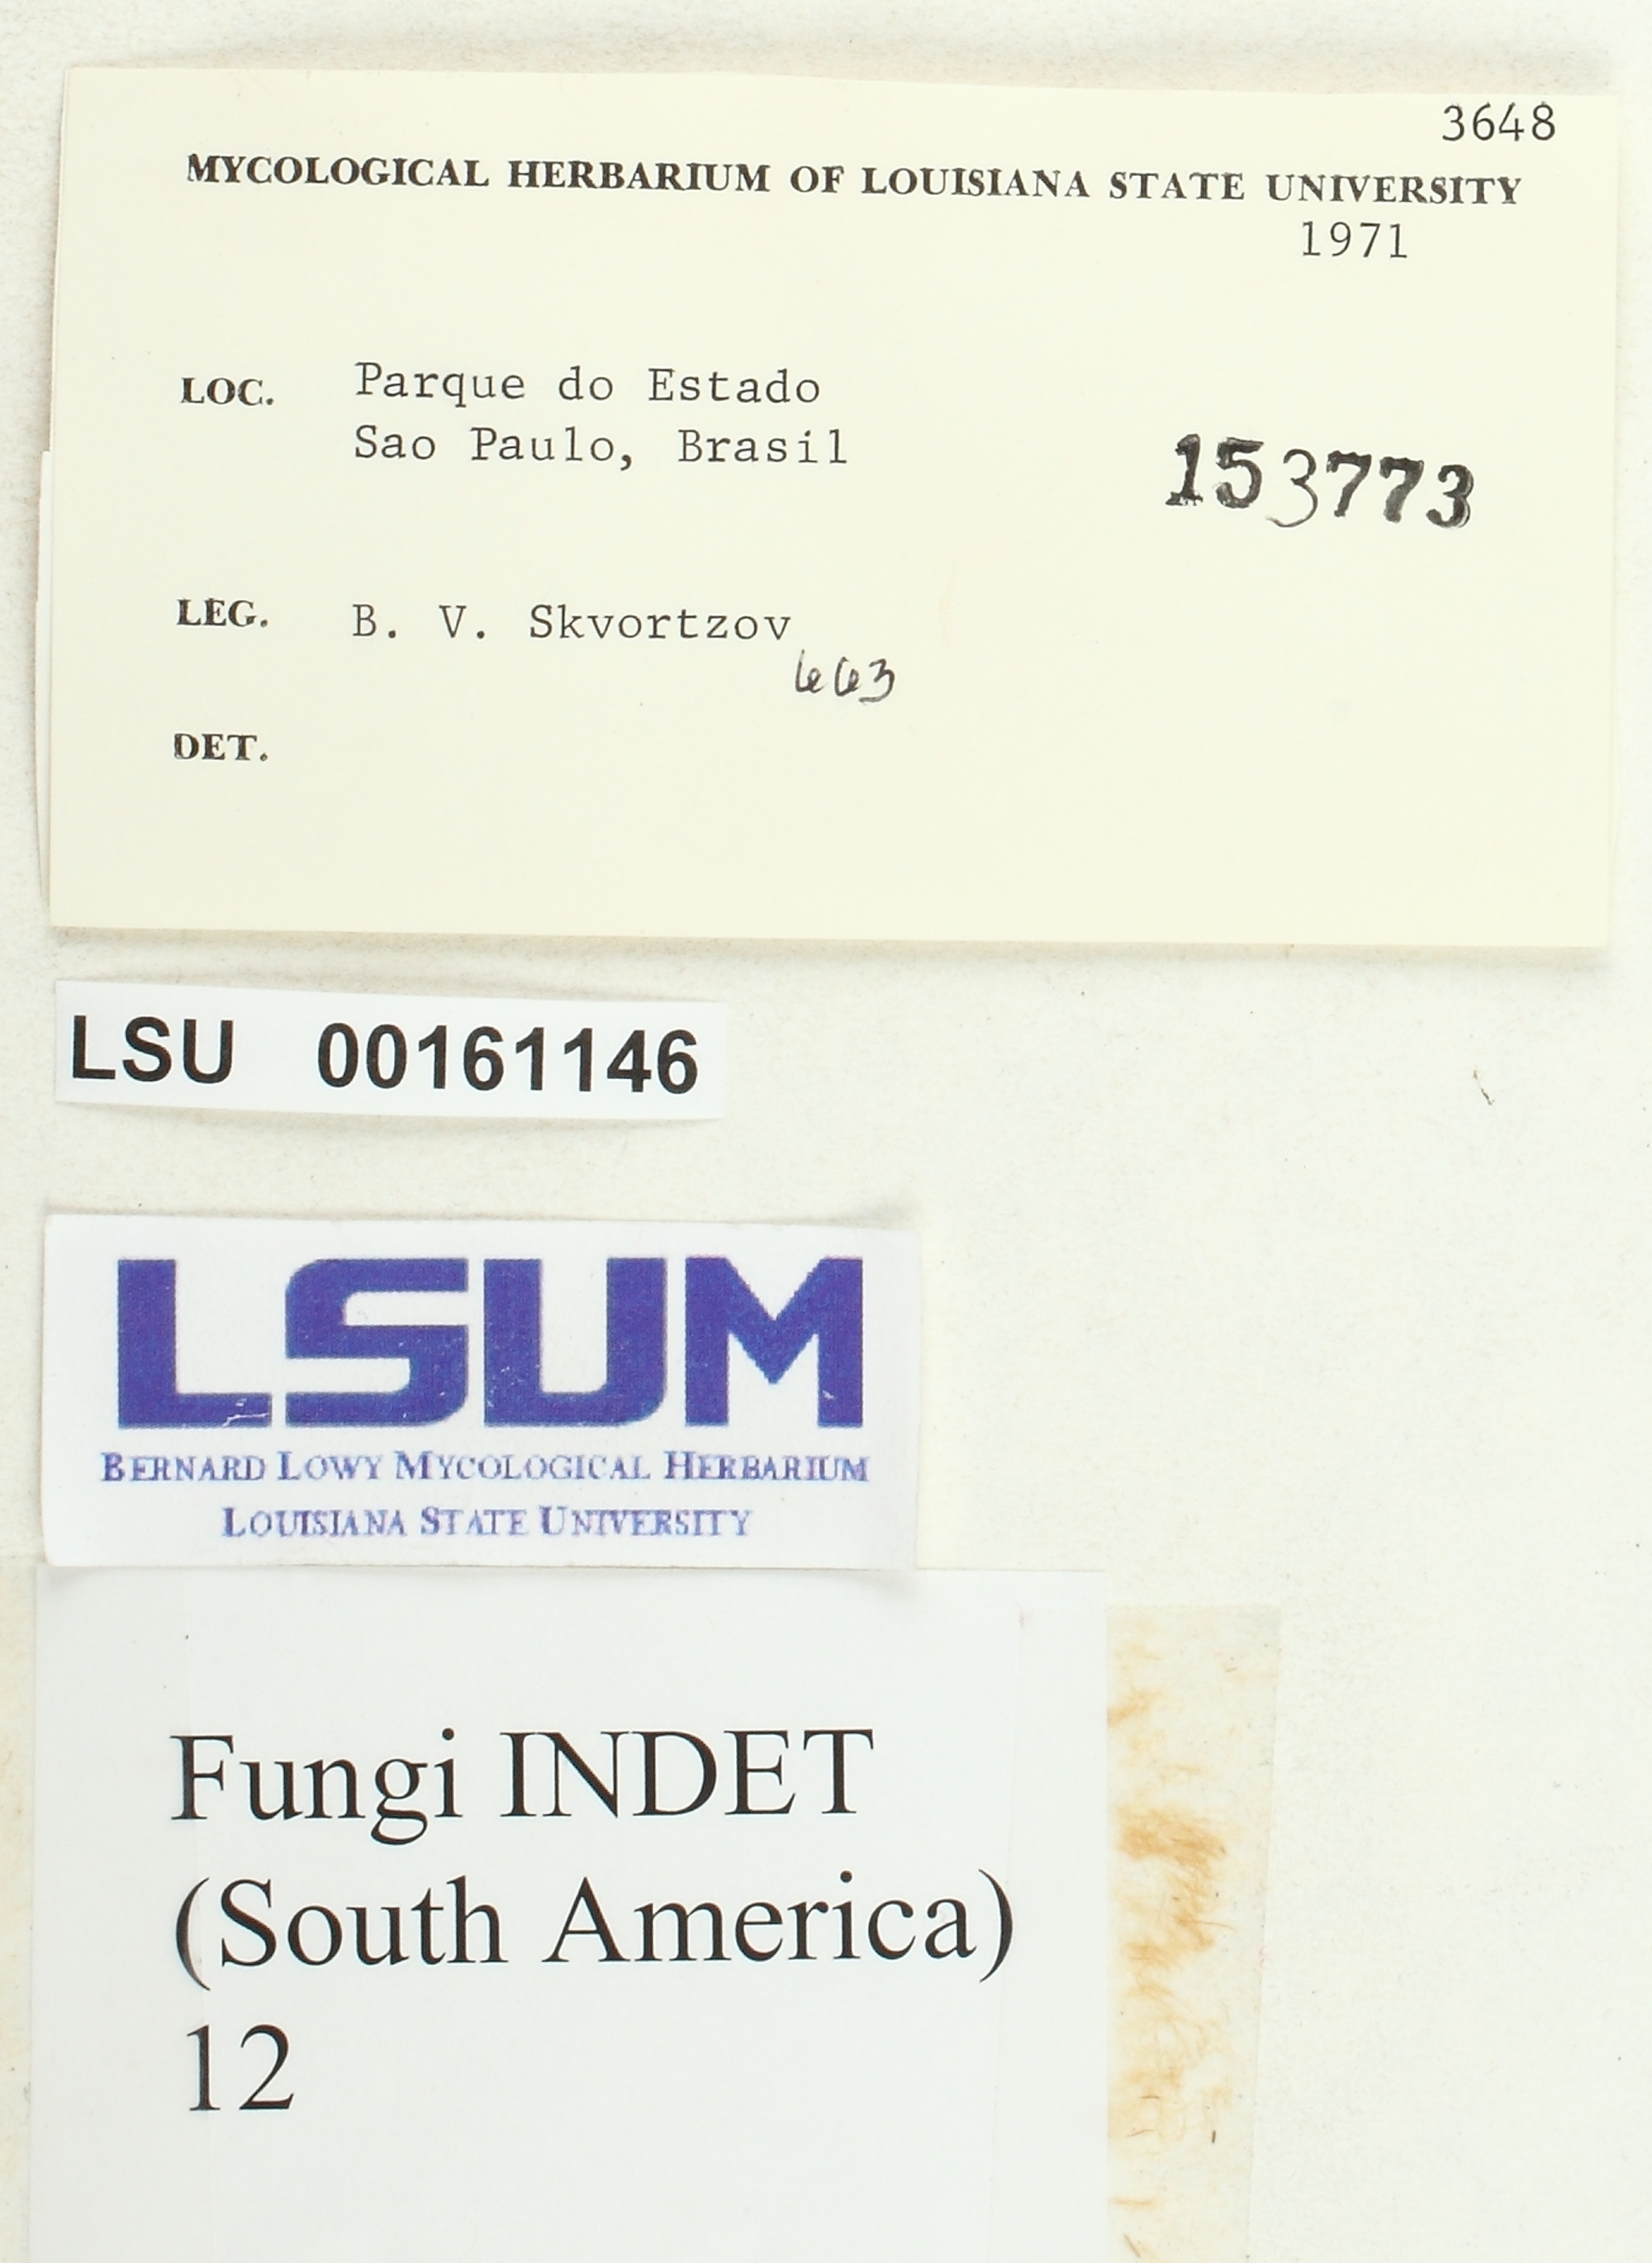 3648
MYCOLOGICAL HERBARIUM OF LOUISIANA STATE UNIVERSITY
1971
LOC. Parque do Estado
Sao Paulo, Brasil
153773
LEG. B. V. Skvortzov
663
DET.
LSU 00161146
LSUM
BERNARD LOWY MYCOLOGICAL HERBARIUM
LOUISIANA STATE UNIVERSITY
Fungi INDET
(South America)
12